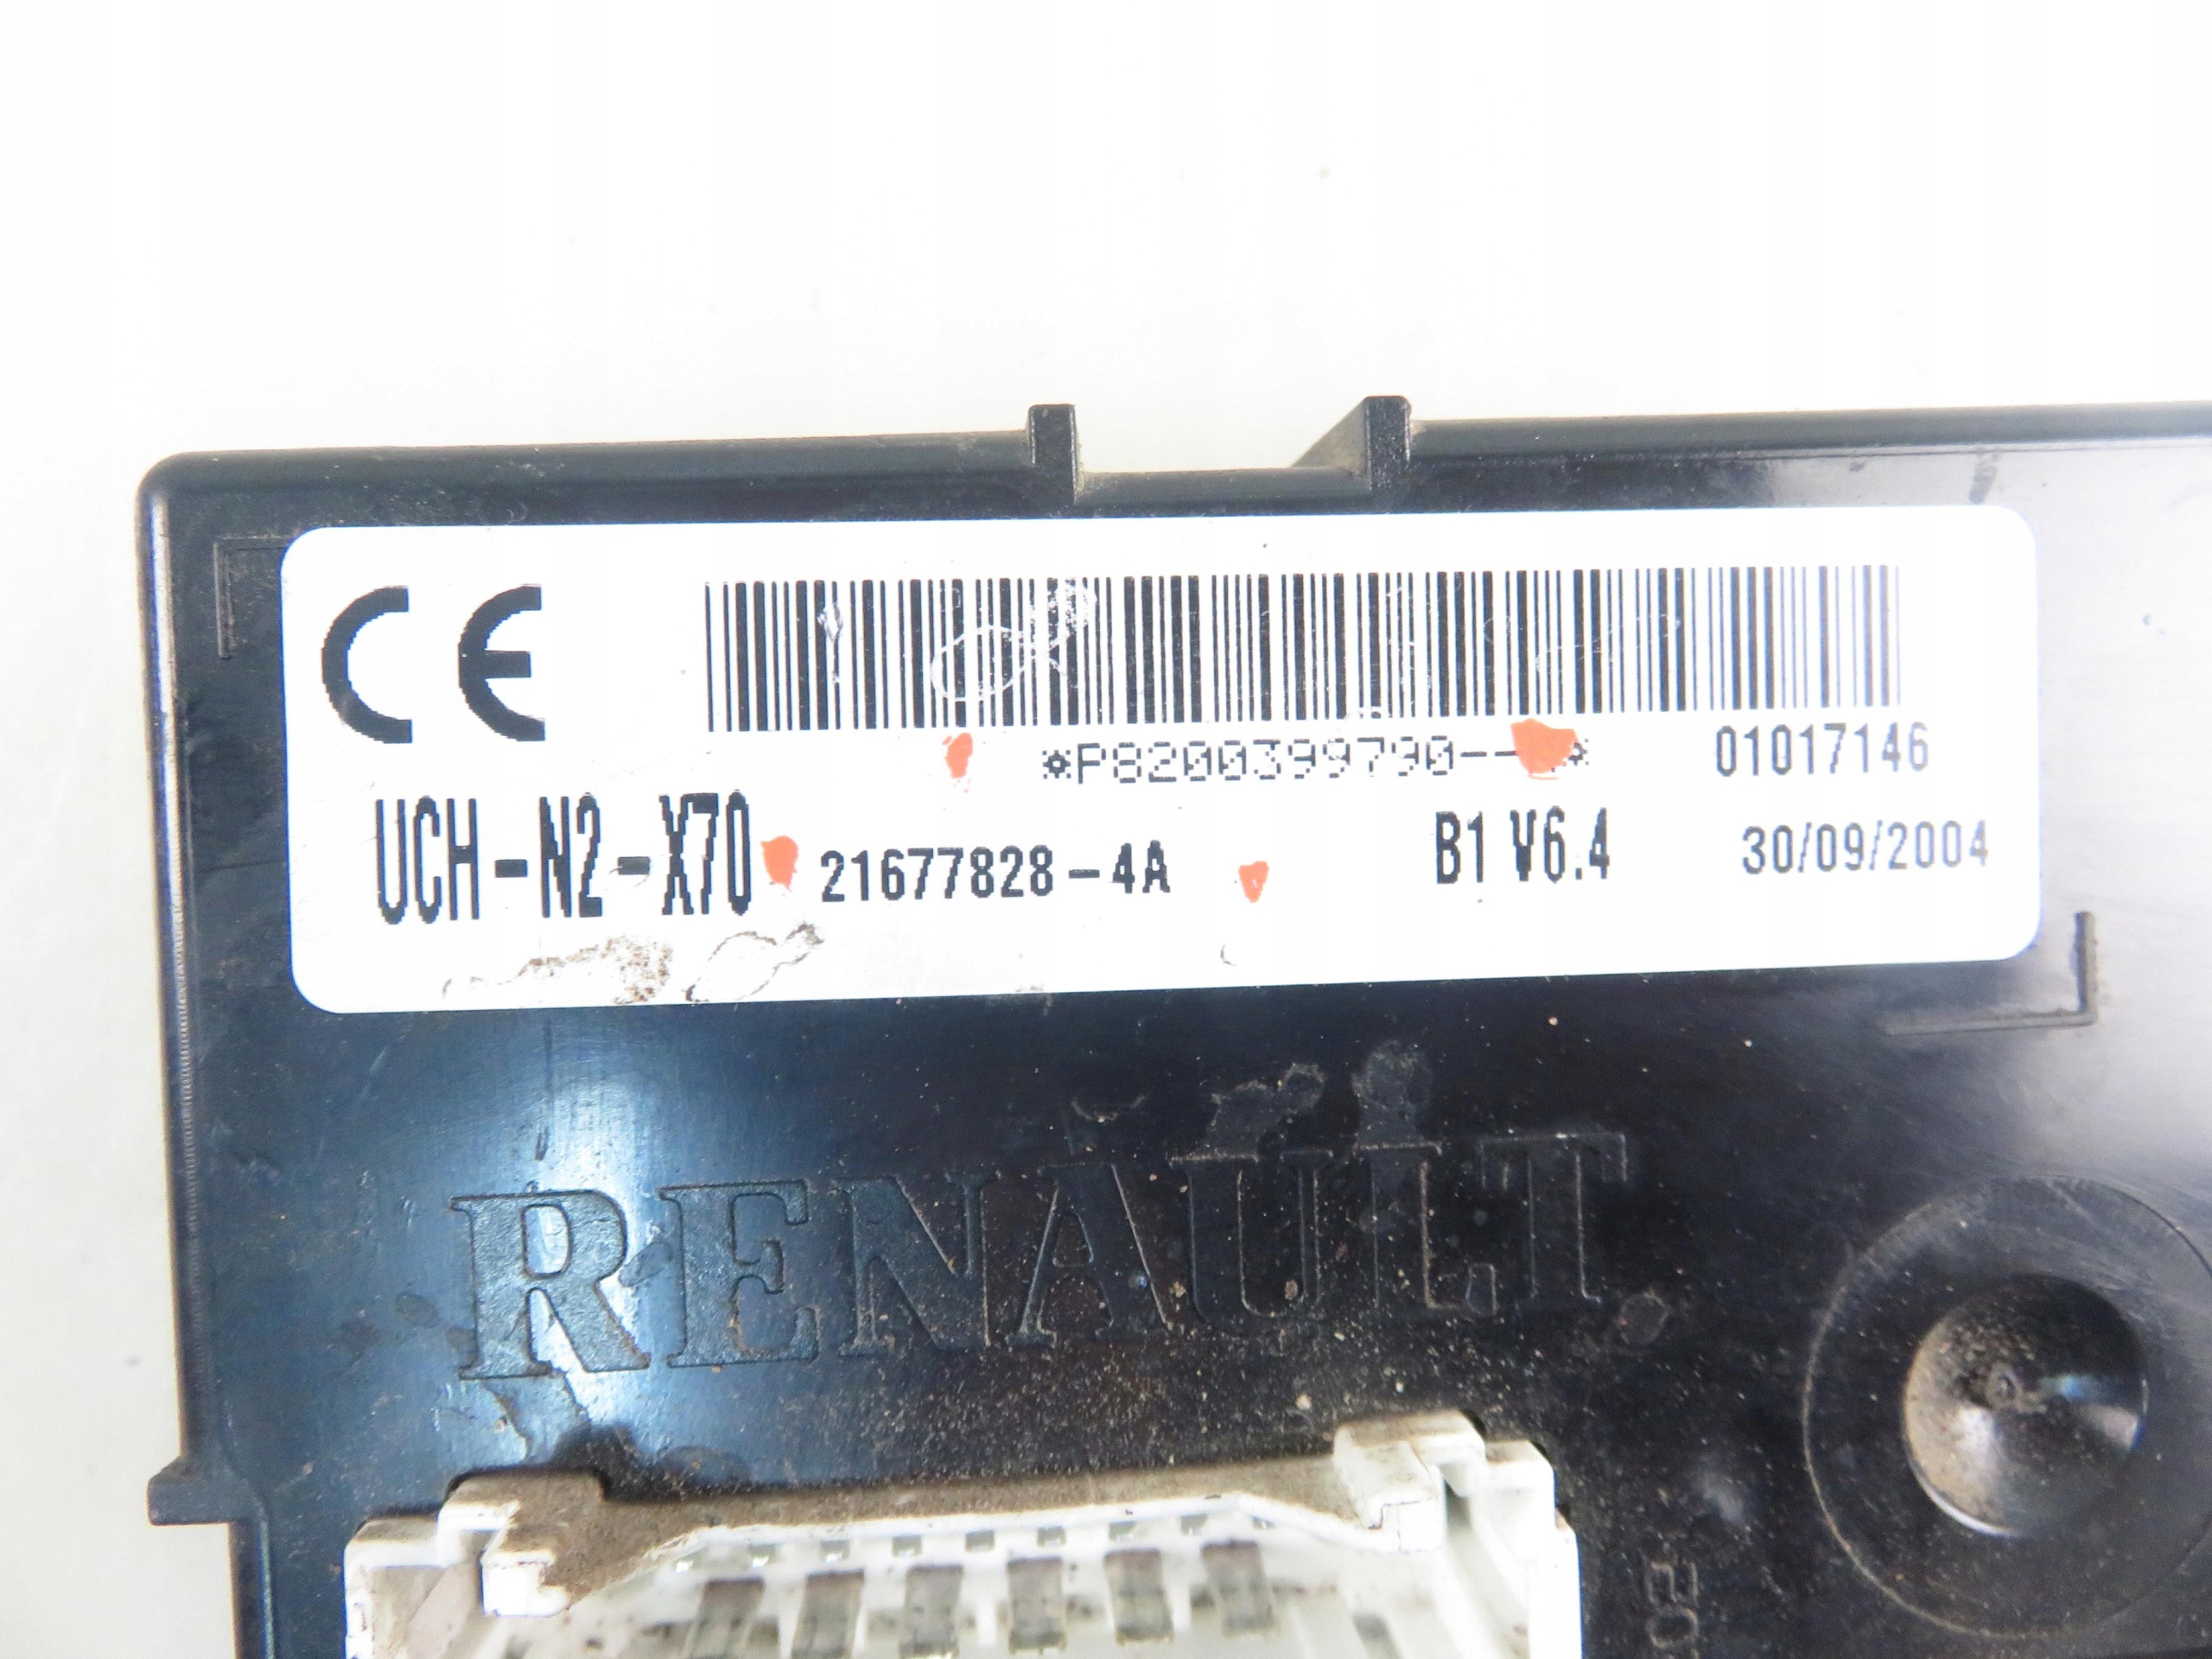 CE
*P8200399790--*
01017146
UCH-N2-X70 21677828-4A B1 V6.4 30/09/2004
RENAULT